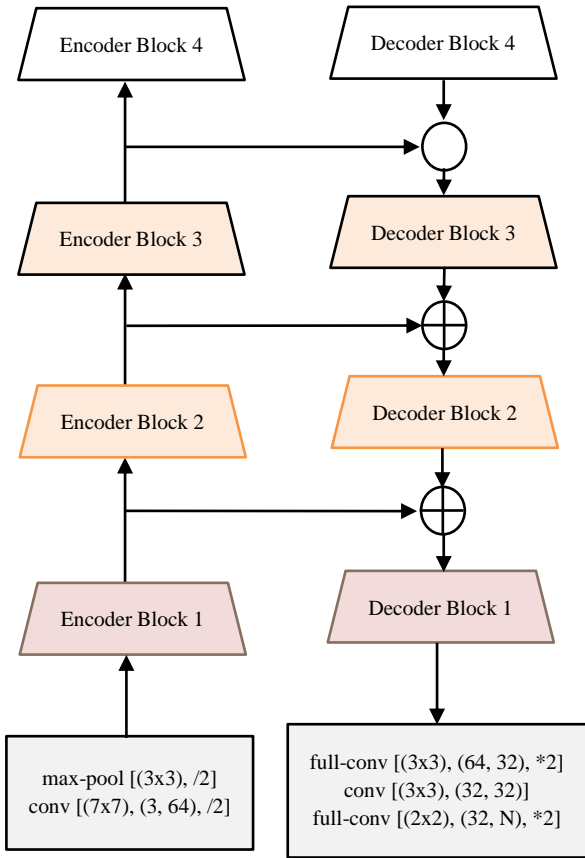 Encoder Block 4
Decoder Block 4
Encoder Block 3
Decoder Block 3
Encoder Block 2
Decoder Block 2
Encoder Block 1
Decoder Block 1
max-pool [(3x3), /2]
conv [(7x7), (3, 64), /2]
full-conv [(3x3), (64, 32), *2]
conv [(3x3), (32, 32)]
full-conv [(2x2), (32, N), *2]